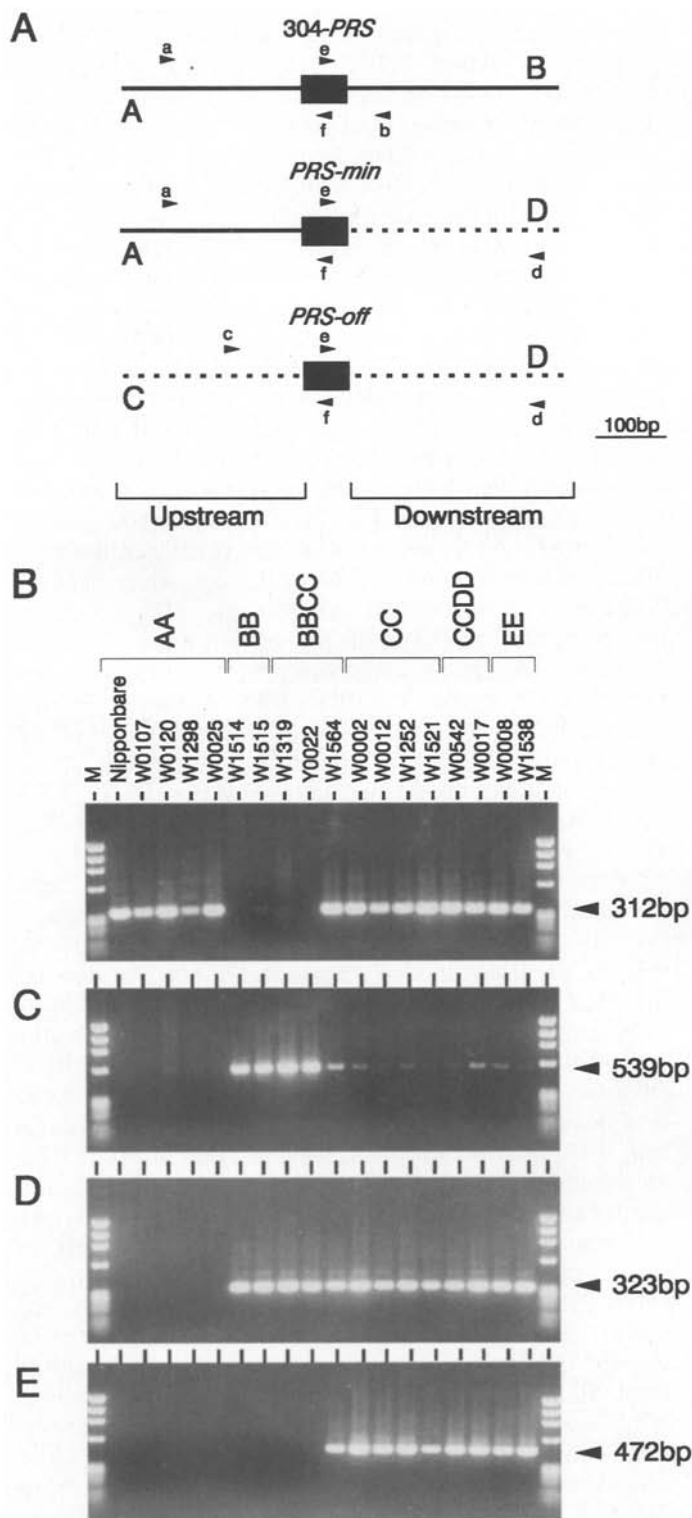 A
304-PRS
a
e
B
A
f
b
PRS-min
a
e
D
A
f
d
PRS-off
c
e
D
C
f
d
100bp
Upstream
Downstream
B
AA
BB
BBCC
CC
CCDD
EE
M
Nipponbare
W0107
W0120
W1298
W0025
W1514
W1515
W1319
Y0022
W1564
W0002
W0012
W1252
W1521
W0542
W0017
W0008
W1538
M
312bp
C
539bp
D
323bp
E
472bp